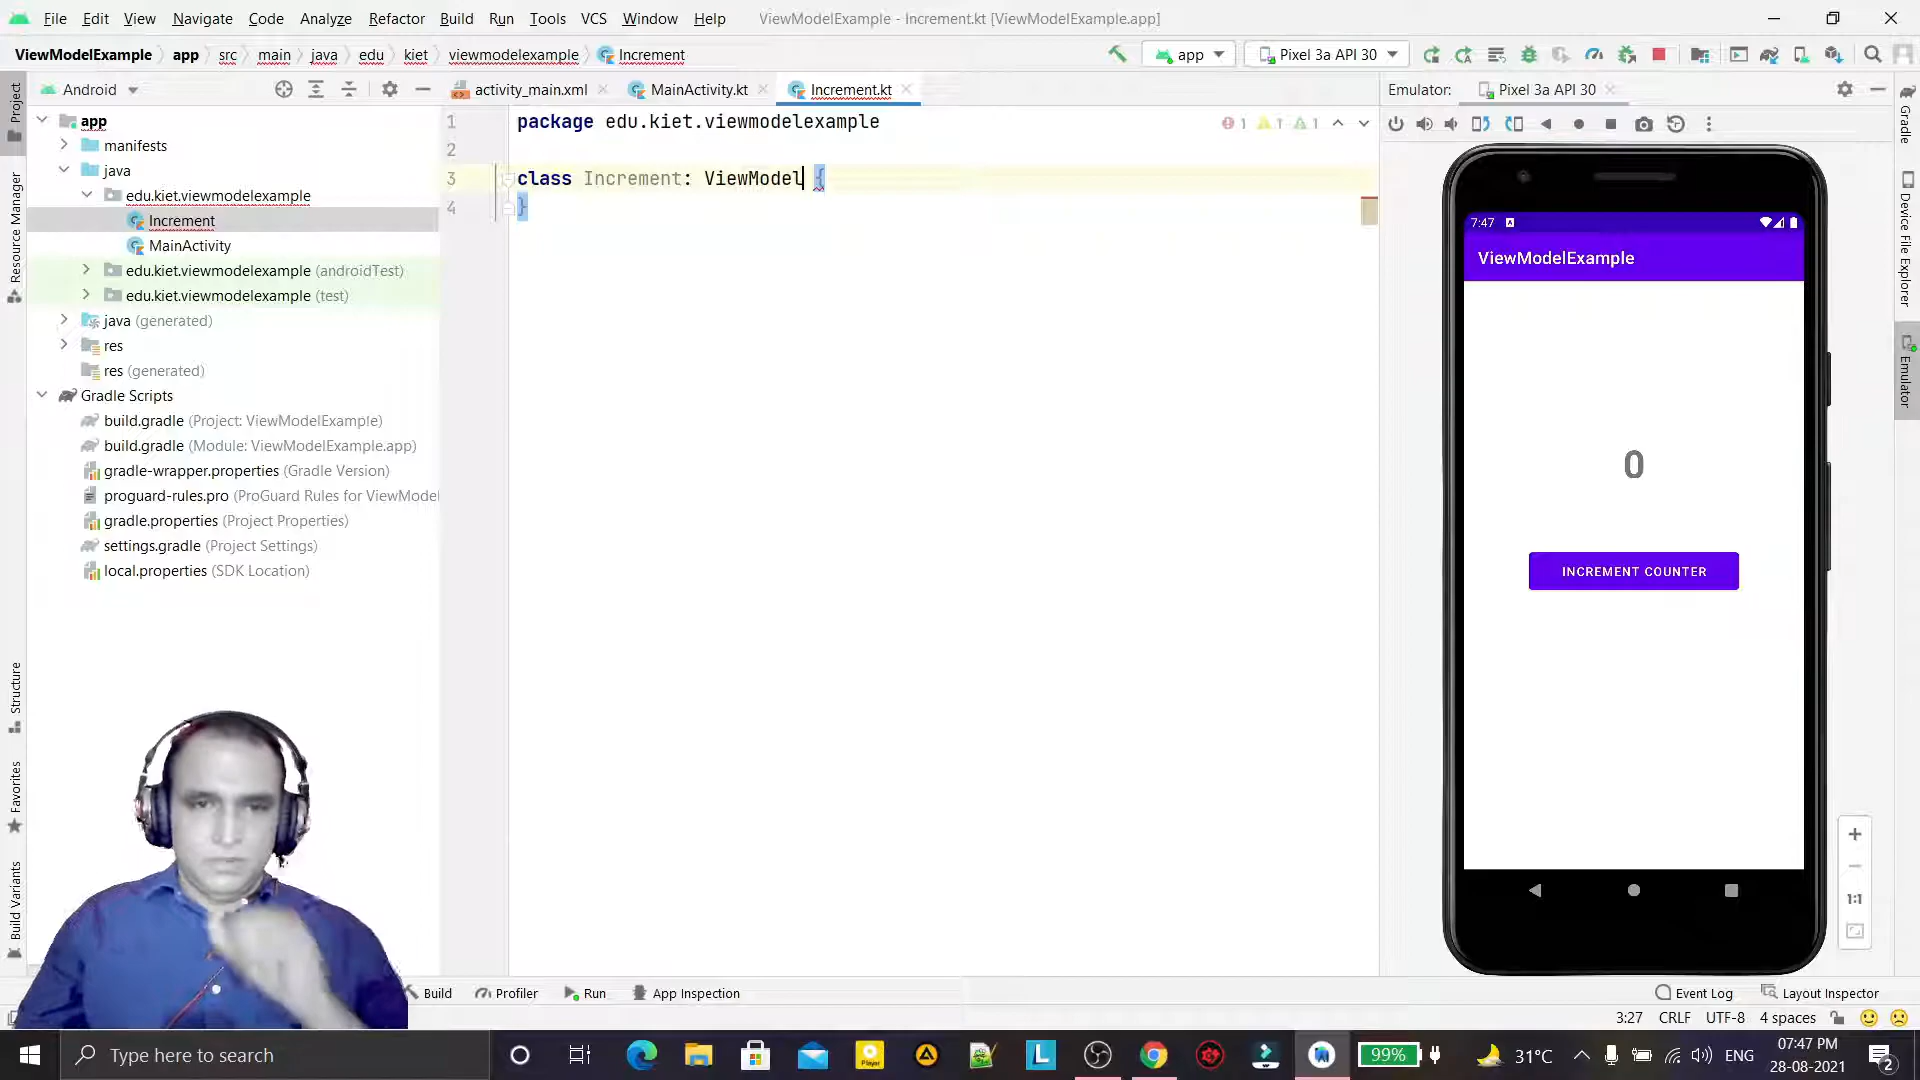 File Edit View Navigate Code Analyze Refactor Build Run Tools VCS Window Help ViewModelExample - Increment.kt [ViewModelExample.app]
ViewModelExample app src main java edu kiet viewmodelexample Increment app Pixel 3a API 30
Android activity_main.xml MainActivity.kt Increment.kt Emulator: Pixel 3a API 30
Project
Resource Manager
Structure
Favorites
Build Variants
app
manifests
java
edu.kiet.viewmodelexample
Increment
MainActivity
edu.kiet.viewmodelexample (androidTest)
edu.kiet.viewmodelexample (test)
java (generated)
res
res (generated)
Gradle Scripts
build.gradle (Project: ViewModelExample)
build.gradle (Module: ViewModelExample.app)
gradle-wrapper.properties (Gradle Version)
proguard-rules.pro (ProGuard Rules for ViewModel
gradle.properties (Project Properties)
settings.gradle (Project Settings)
local.properties (SDK Location)
1 package edu.kiet.viewmodelexample
2
3 class Increment: ViewModel {
4 }
1 1 1
7:47
ViewModelExample
0
INCREMENT COUNTER
1:1
Gradle
Device File Explorer
Emulator
Build Profiler Run App Inspection Event Log Layout Inspector
3:27 CRLF UTF-8 4 spaces
Type here to search
Player
L
99% 31°C ENG 07:47 PM
28-08-2021
2